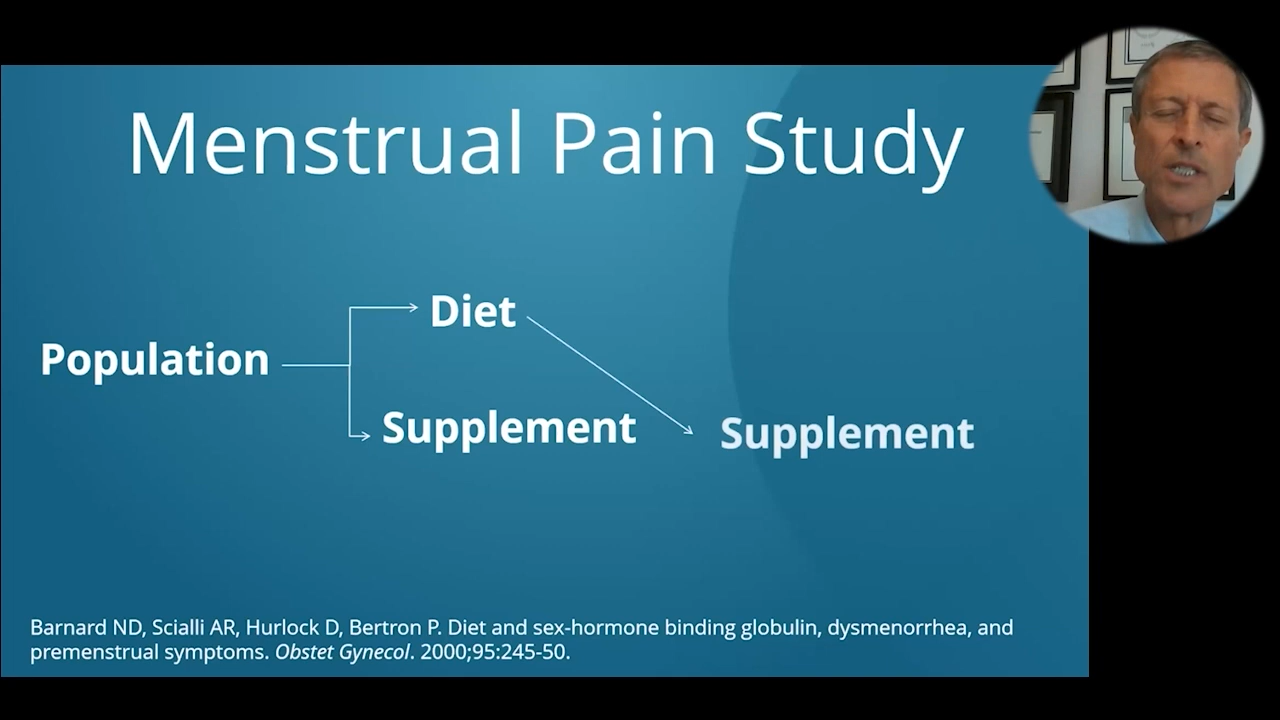 Menstrual Pain Study
Diet
Population
Supplement
Supplement
Barnard ND, Scialli AR, Hurlock D, Bertron P. Diet and sex-hormone binding globulin, dysmenorrhea, and
premenstrual symptoms. Obstet Gynecol. 2000;95:245-50.